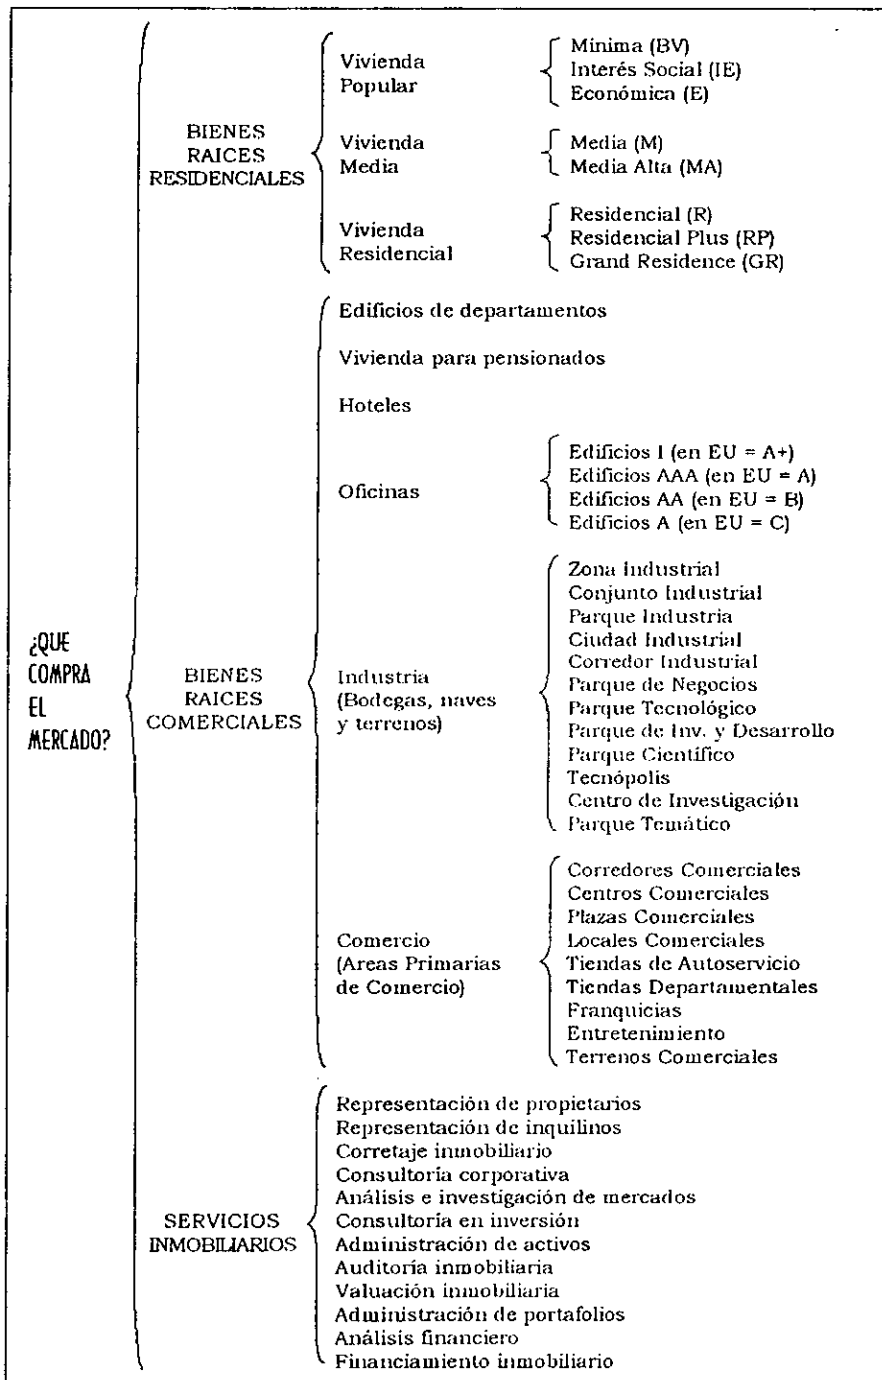 ¿QUE
COMPRA
EL
MERCADO?
BIENES
RAICES
RESIDENCIALES
Vivienda
Popular
Mínima (BV)
Interés Social (IE)
Económica (E)
Vivienda
Media
Media (M)
Media Alta (MA)
Vivienda
Residencial
Residencial (R)
Residencial Plus (RP)
Grand Residence (GR)
BIENES
RAICES
COMERCIALES
Edificios de departamentos
Vivienda para pensionados
Hoteles
Oficinas
Edificios I (en EU = A+)
Edificios AAA (en EU = A)
Edificios AA (en EU = B)
Edificios A (en EU = C)
Industria
(Bodegas, naves
y terrenos)
Zona Industrial
Conjunto Industrial
Parque Industria
Ciudad Industrial
Corredor Industrial
Parque de Negocios
Parque Tecnológico
Parque de Inv. y Desarrollo
Parque Científico
Tecnópolis
Centro de Investigación
Parque Temático
Comercio
(Areas Primarias
de Comercio)
Corredores Comerciales
Centros Comerciales
Plazas Comerciales
Locales Comerciales
Tiendas de Autoservicio
Tiendas Departamentales
Franquicias
Entretenimiento
Terrenos Comerciales
SERVICIOS
INMOBILIARIOS
Representación de propietarios
Representación de inquilinos
Corretaje inmobiliario
Consultoría corporativa
Análisis e investigación de mercados
Consultoría en inversión
Administración de activos
Auditoría inmobiliaria
Valuación inmobiliaria
Administración de portafolios
Análisis financiero
Financiamiento inmobiliario